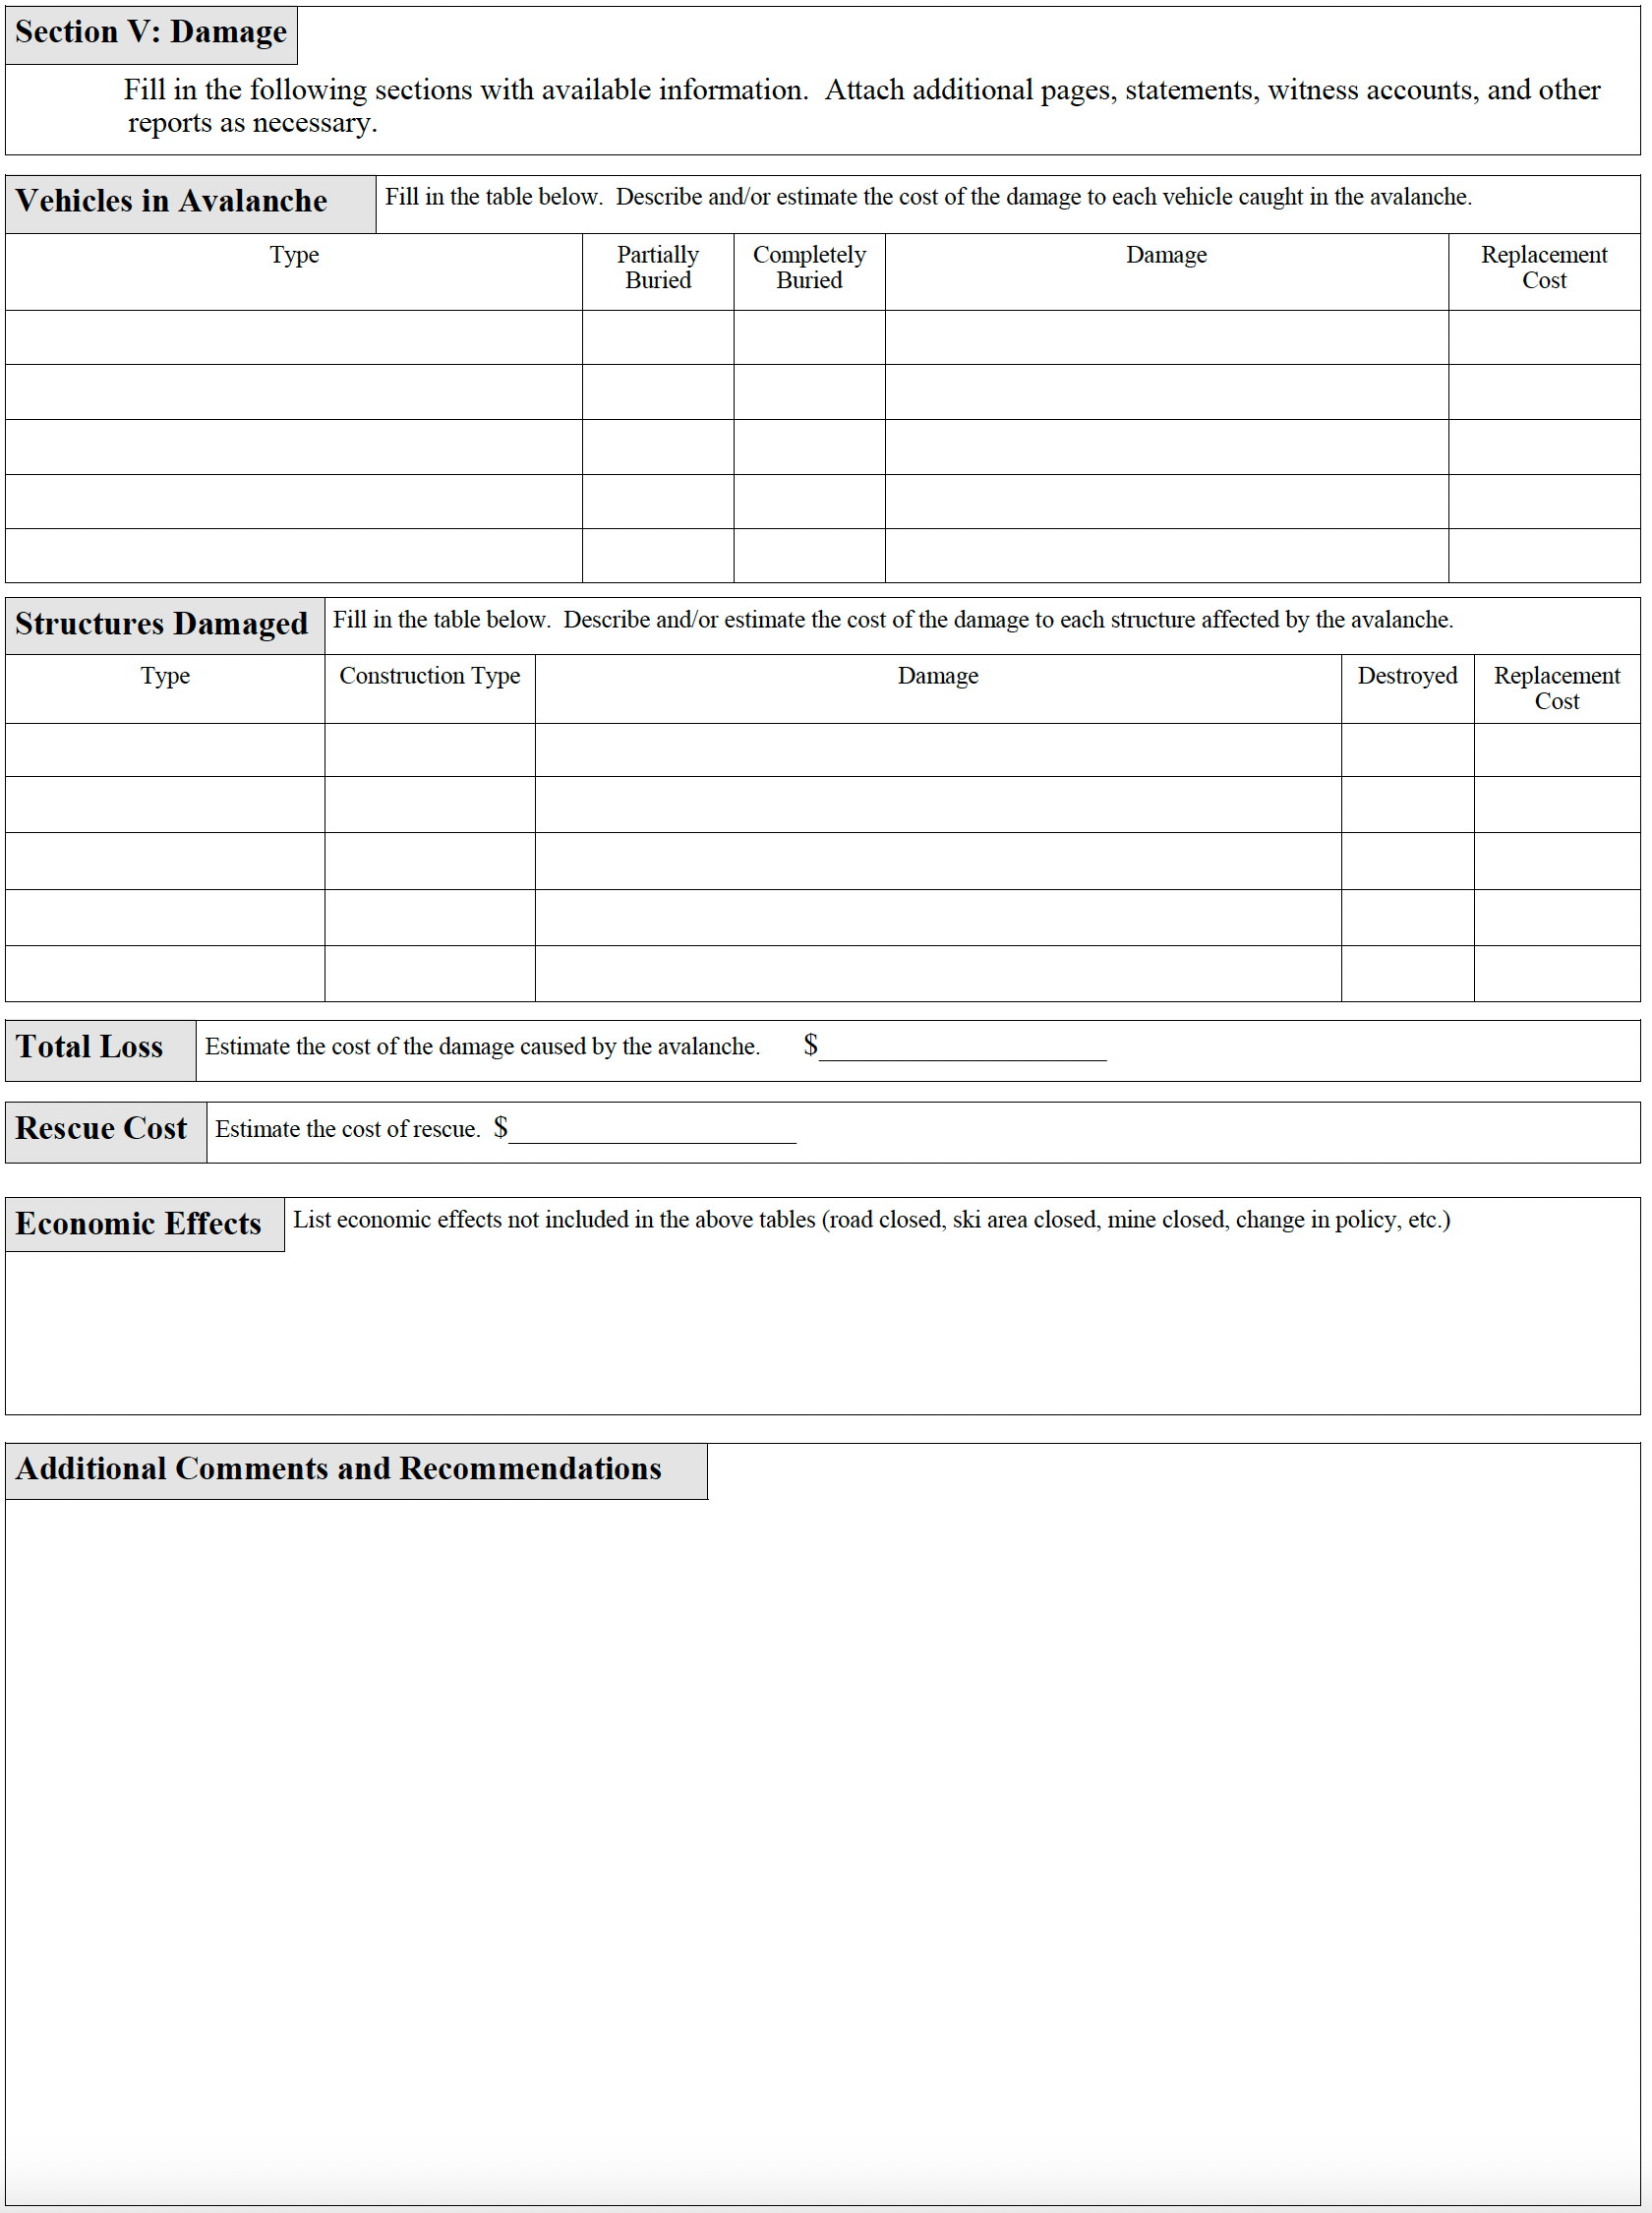 Section V: Damage
Fill in the following sections with available information.  Attach additional pages, statements, witness accounts, and other
reports as necessary.
Vehicles in Avalanche
Fill in the table below.  Describe and/or estimate the cost of the damage to each vehicle caught in the avalanche.
Type
Partially
Buried
Completely
Buried
Damage
Replacement
Cost
Structures Damaged
Fill in the table below.  Describe and/or estimate the cost of the damage to each structure affected by the avalanche.
Type
Construction Type
Damage
Destroyed
Replacement
Cost
Total Loss
Estimate the cost of the damage caused by the avalanche. $_______________________
Rescue Cost
Estimate the cost of rescue. $_______________________
Economic Effects
List economic effects not included in the above tables (road closed, ski area closed, mine closed, change in policy, etc.)
Additional Comments and Recommendations